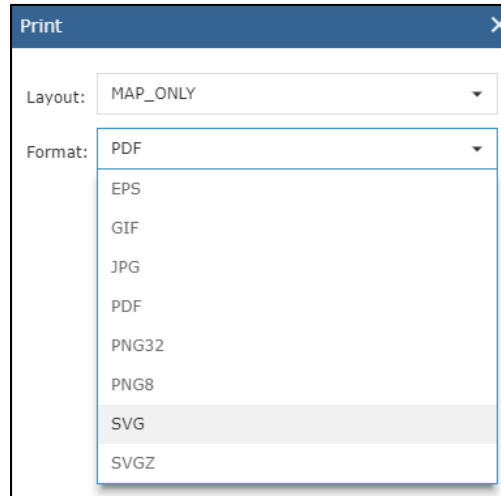 Print
Layout: MAP_ONLY
Format: PDF
EPS
GIF
JPG
PDF
PNG32
PNG8
SVG
SVGZ